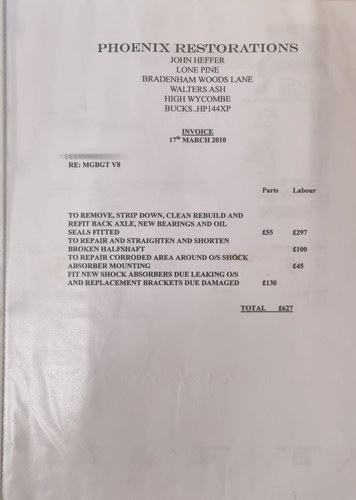 PHOENIX RESTORATIONS
JOHN HEFFER
LONE PINE
BRADENHAM WOODS LANE
WALTERS ASH
HIGH WYCOMBE
BUCKS..HP144XP
INVOICE
17th MARCH 2010
RE: MGBGT V8
Parts Labour
TO REMOVE, STRIP DOWN, CLEAN REBUILD AND
REFIT BACK AXLE, NEW BEARINGS AND OIL
SEALS FITTED £55 £297
TO REPAIR AND STRAIGHTEN AND SHORTEN
BROKEN HALFSHAFT £100
TO REPAIR CORRODED AREA AROUND O/S SHOCK
ABSORBER MOUNTING £45
FIT NEW SHOCK ABSORBERS DUE LEAKING O/S
AND REPLACEMENT BRACKETS DUE DAMAGED £130
TOTAL £627